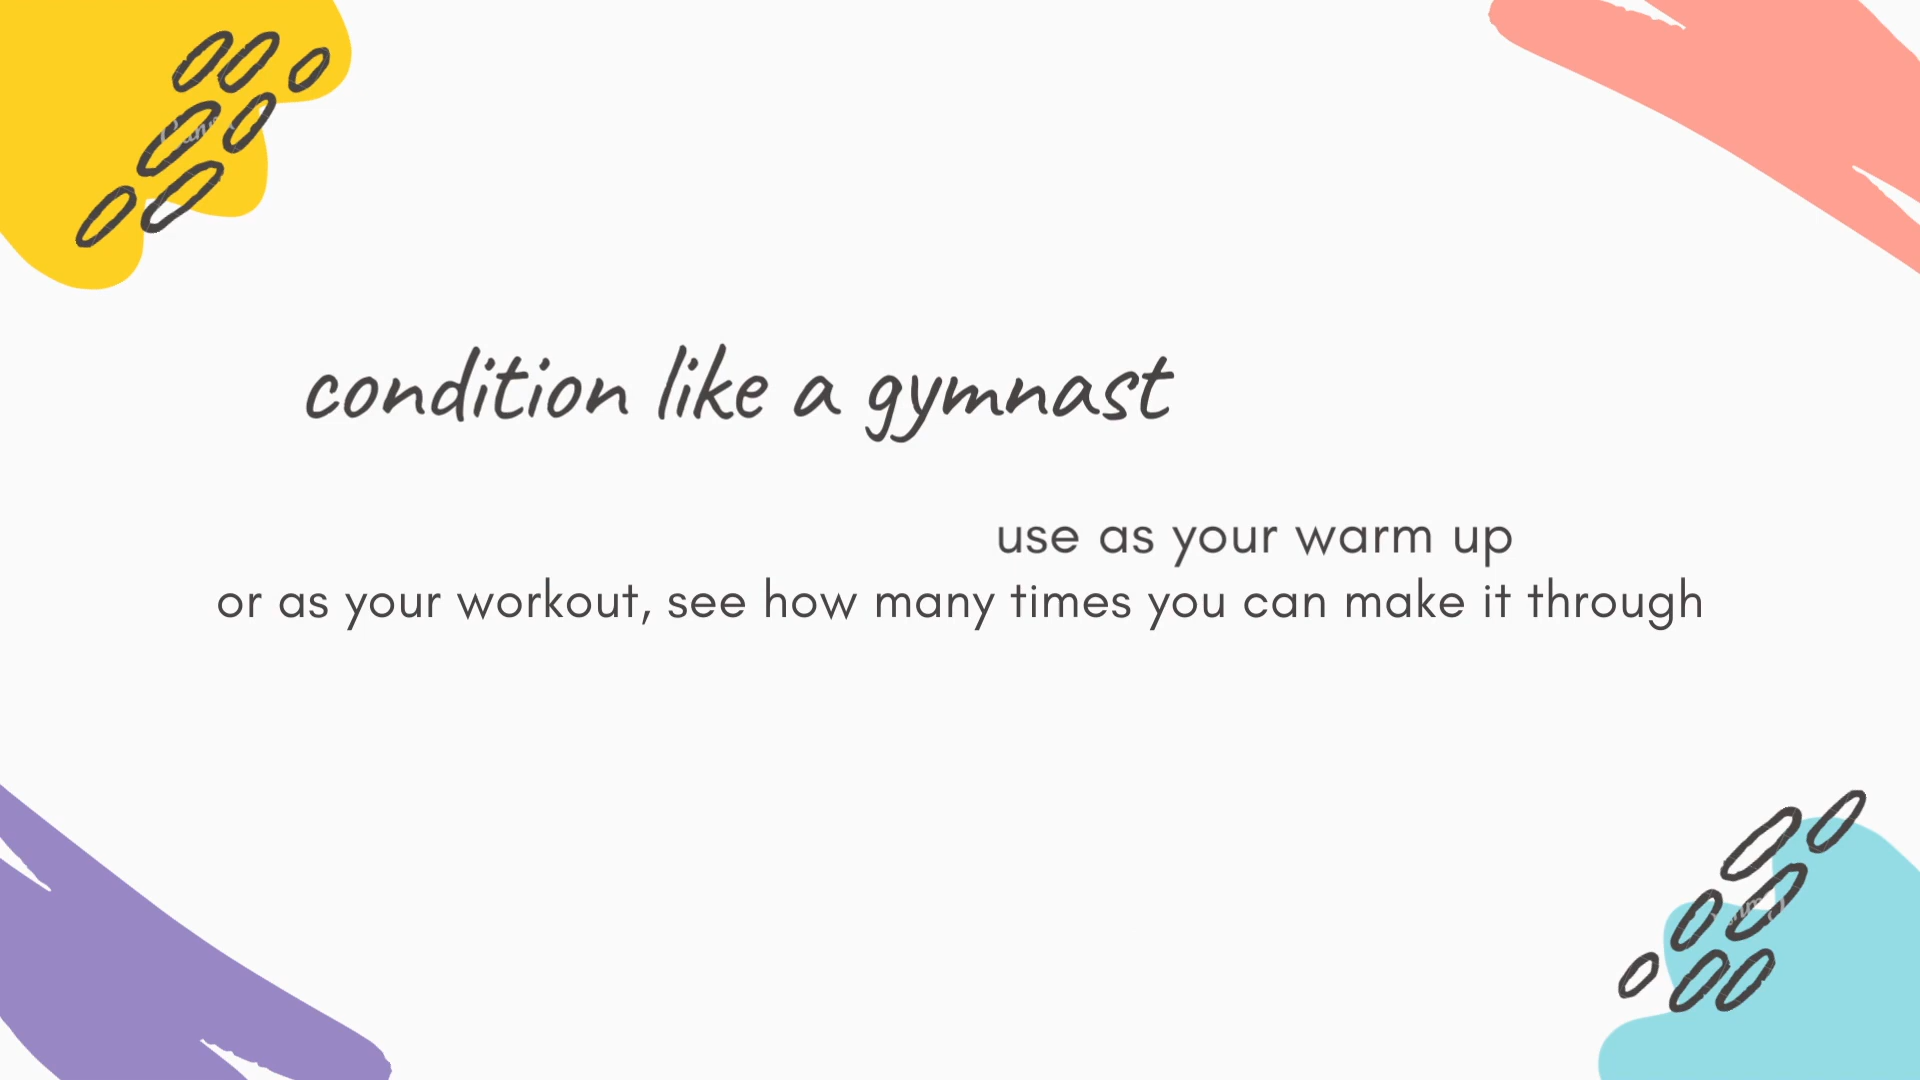 condition like a gymnast
use as your warm up
or as your workout, see how many times you can make it through